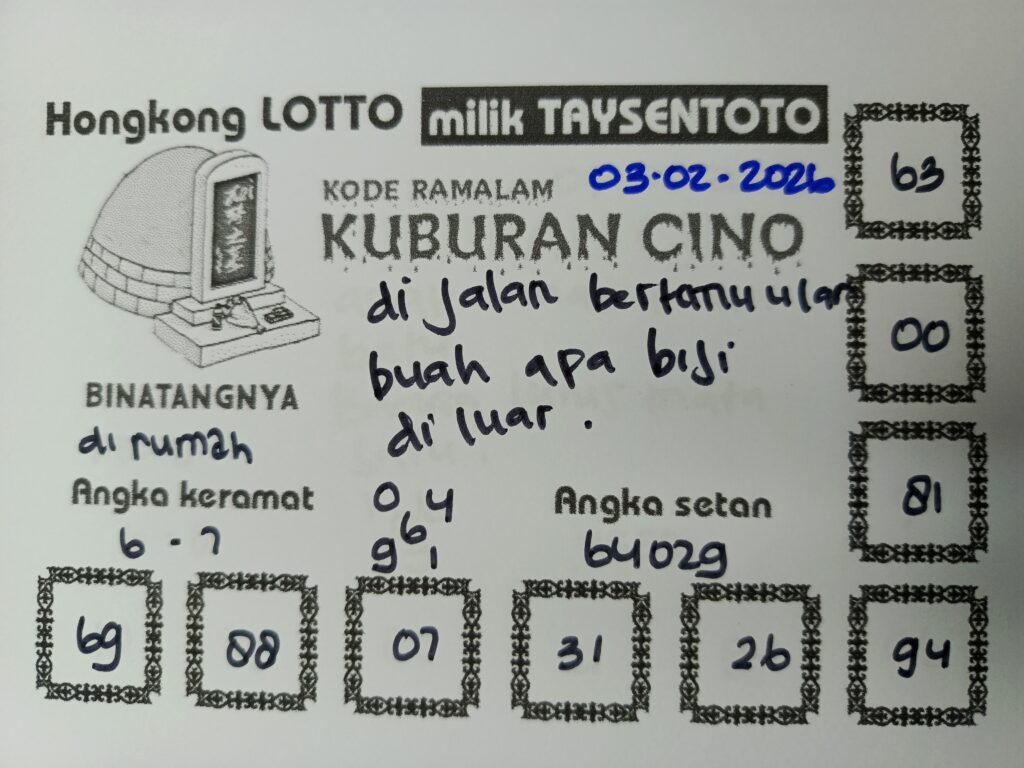 Hongkong LOTTO milik TAYSENTOTO
KODE RAMALAM 03-02-2026
KUBURAN CINO
di jalan bertamu ular
buah apa biji
di luar.
BINATANGNYA
di rumah
Angka keramat
6 - 7
0 4
6
9 1
Angka setan
64029
63
00
81
94
69
88
07
31
26